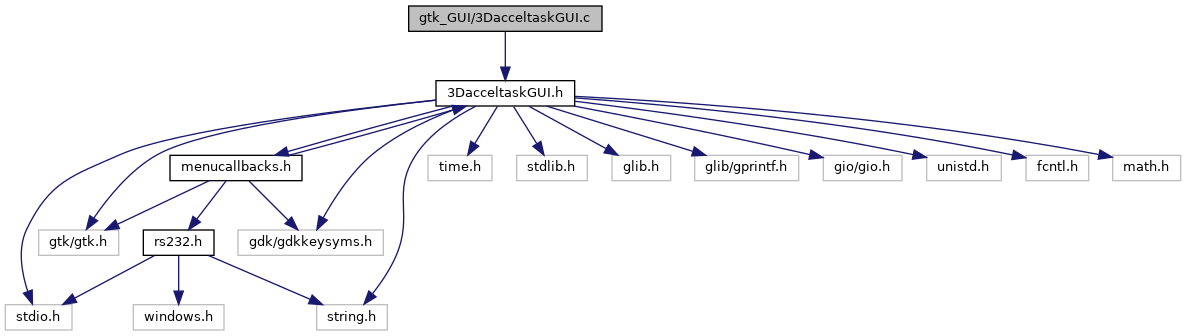 gtk_GUI/3DacceltaskGUI.c
3DacceltaskGUI.h
menucallbacks.h
time.h
stdlib.h
glib.h
glib/gprintf.h
gio/gio.h
unistd.h
fcntl.h
math.h
gtk/gtk.h
rs232.h
gdk/gdkkeysyms.h
stdio.h
windows.h
string.h